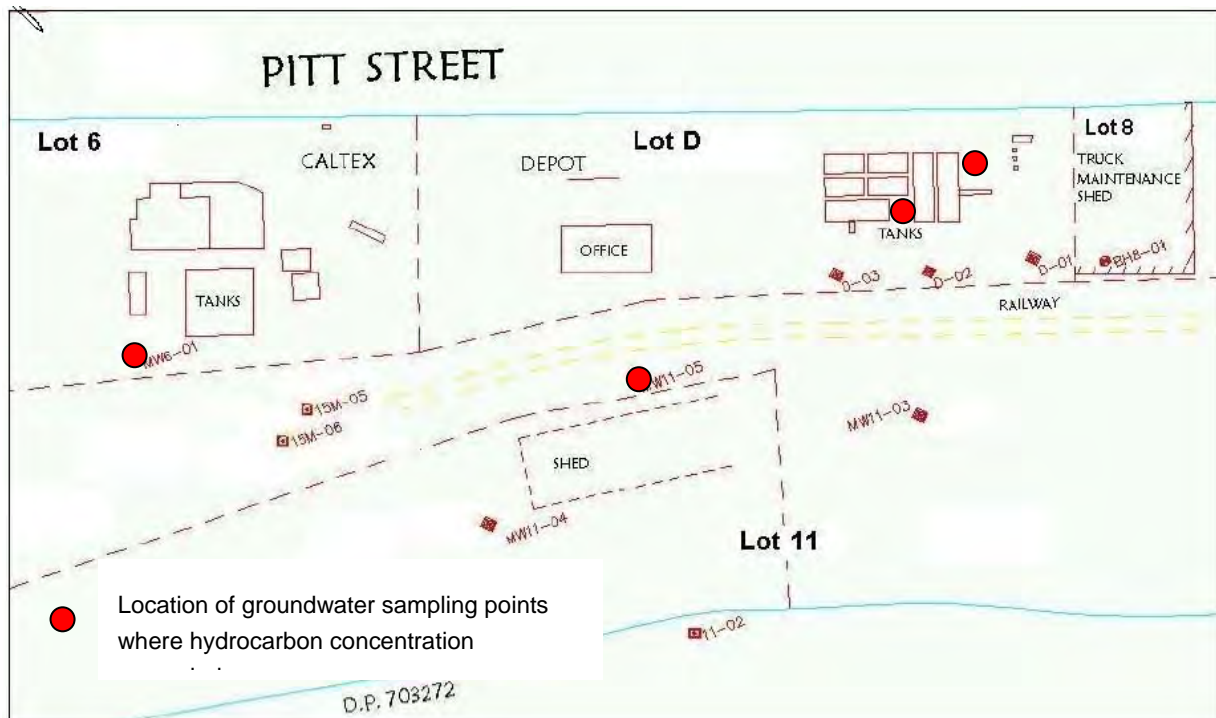 PITT STREET
Lot 6
CALTEX
DEPOT
Lot D
Lot 8
TRUCK
MAINTENANCE
SHED
OFFICE
TANKS
TANKS
D-03
D-02
D-01
BH8-01
RAILWAY
MW6-01
15M-05
15M-06
MW11-05
MW11-03
SHED
MW11-04
Lot 11
11-02
Location of groundwater sampling points
where hydrocarbon concentration
D.P. 703272